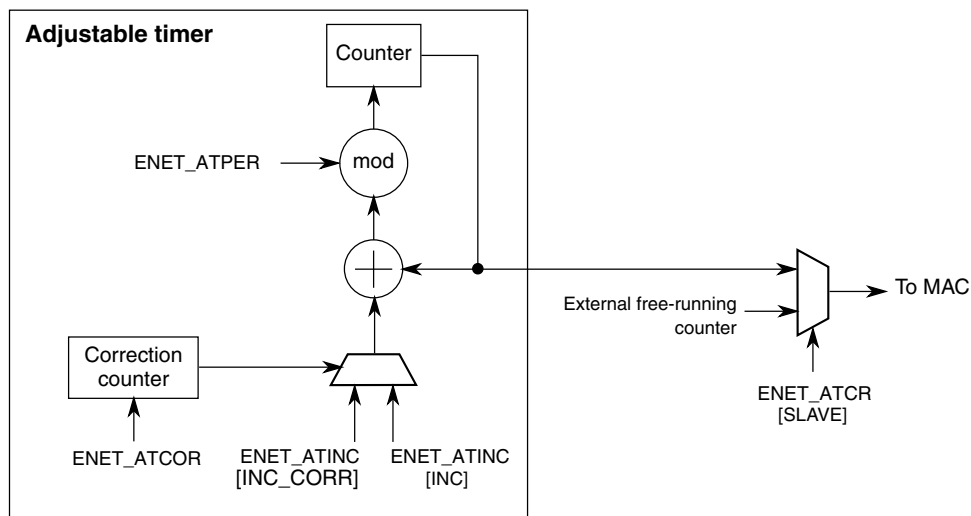 Adjustable timer
Counter
ENET_ATPER
mod
External free-running
counter
To MAC
Correction
counter
ENET_ATCR
[SLAVE]
ENET_ATCOR
ENET_ATINC
[INC_CORR]
ENET_ATINC
[INC]